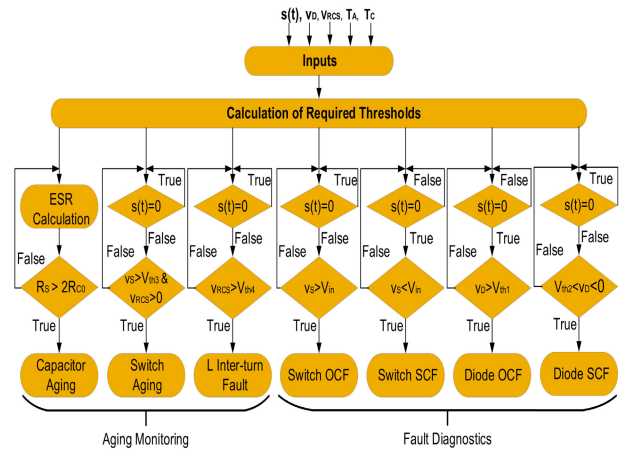 s(t), vD, vRCS, TA, TC
Inputs
Calculation of Required Thresholds
True True True False False True
ESR Calculation
s(t)=0 s(t)=0 s(t)=0 s(t)=0 s(t)=0 s(t)=0
False False False False False False True False True False False
RS > 2RC0
vS>Vth3 &
vRCS>0
vRCS>Vth4
vS>Vin
vS<Vin
vD>Vth1
Vth2<vD<0
True True True True True True True
Capacitor
Aging
Switch
Aging
L Inter-turn
Fault
Switch OCF
Switch SCF
Diode OCF
Diode SCF
Aging Monitoring
Fault Diagnostics